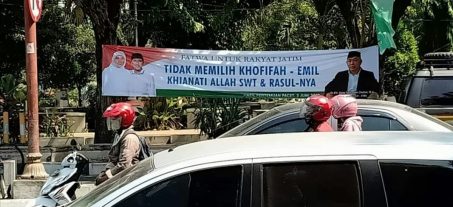 FATWA UNTUK RAKYAT JATIM
TIDAK MEMILIH KHOFIFAH - EMIL
KHIANATI ALLAH SWT & RASUL-NYA